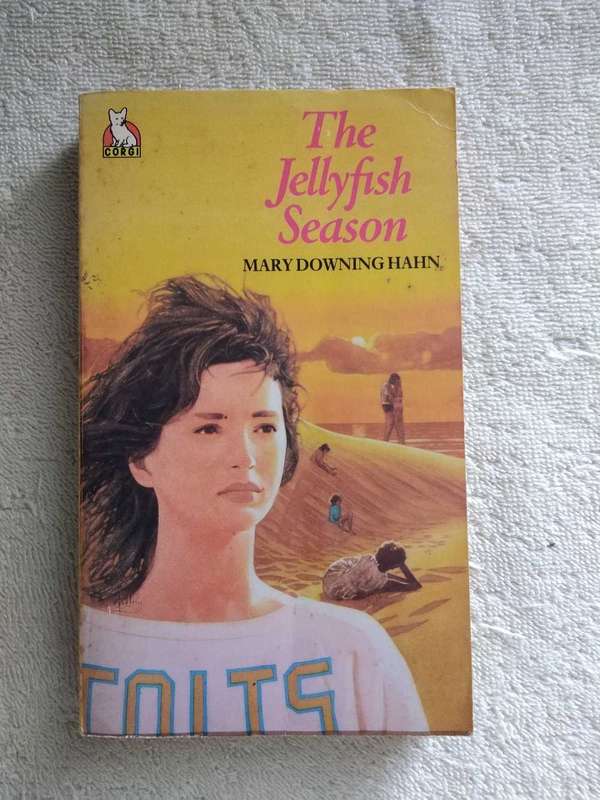 CORGI
The
Jellyfish
Season
MARY DOWNING HAHN
COLTS